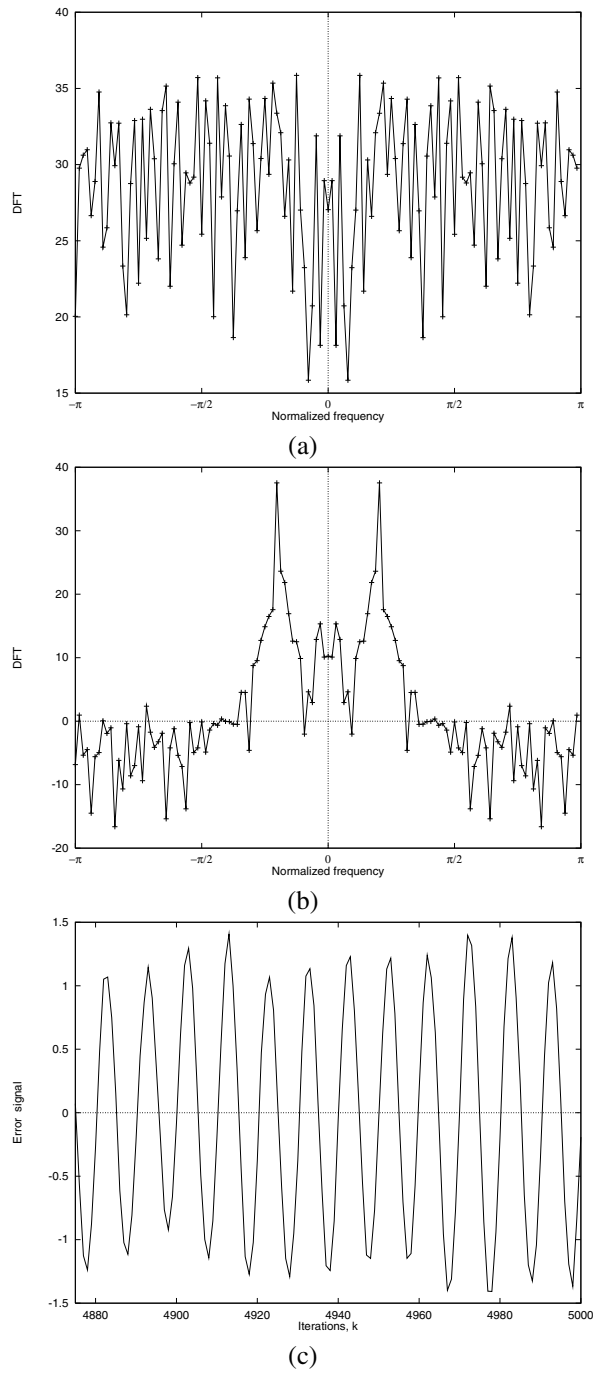 40
35
30
25
20
15
DFT
−π
−π/2
0
π/2
π
Normalized frequency
(a)
40
30
20
10
0
-10
-20
DFT
−π
−π/2
0
π/2
π
Normalized frequency
(b)
1.5
1
0.5
0
-0.5
-1
-1.5
Error signal
4880
4900
4920
4940
4960
4980
5000
Iterations, k
(c)